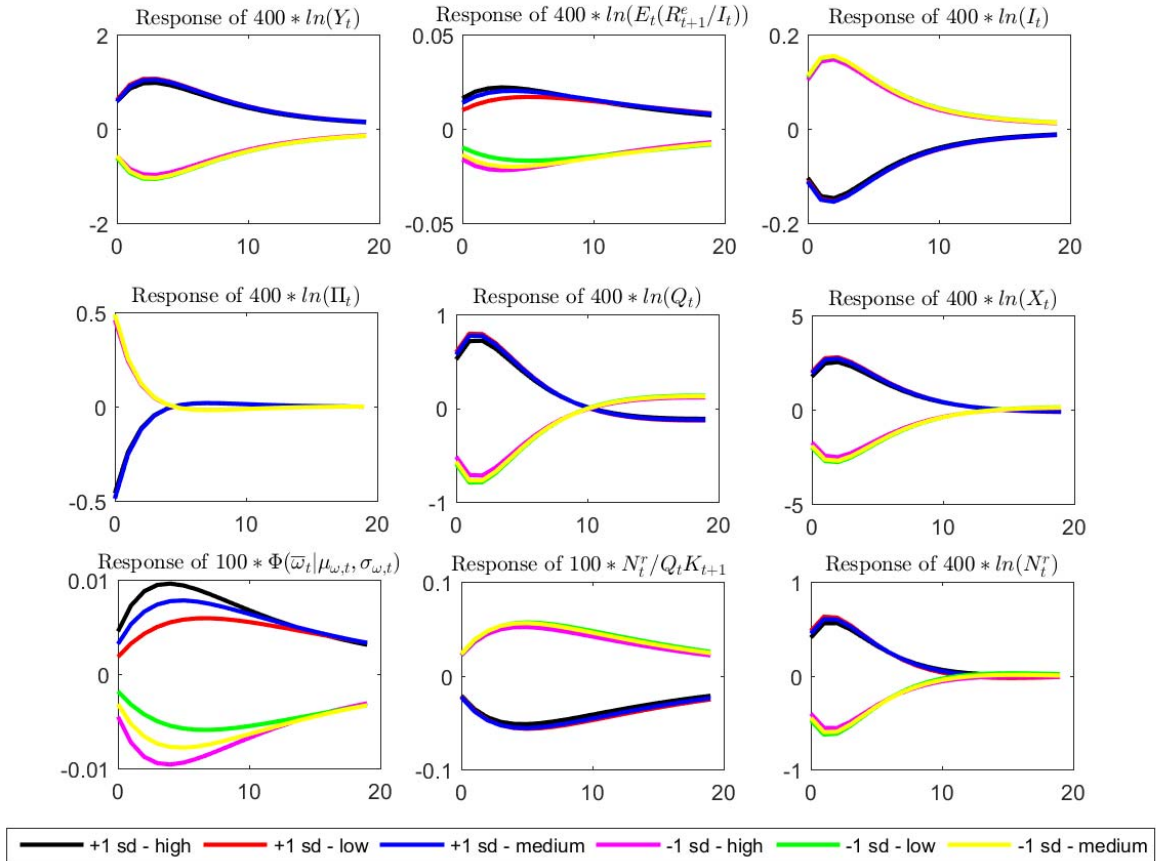 Response of 400 ∗ ln(Y_t)
2
0
-2
0 10 20
Response of 400 ∗ ln(E_t(R^e_{t+1}/I_t))
0.05
0
-0.05
0 10 20
Response of 400 ∗ ln(I_t)
0.2
0
-0.2
0 10 20
Response of 400 ∗ ln(Π_t)
0.5
0
-0.5
0 10 20
Response of 400 ∗ ln(Q_t)
1
0
-1
0 10 20
Response of 400 ∗ ln(X_t)
5
0
-5
0 10 20
Response of 100 ∗ Φ(ω̅_t|μ_{ω,t}, σ_{ω,t})
0.01
0
-0.01
0 10 20
Response of 100 ∗ N^r_t/Q_tK_{t+1}
0.1
0
-0.1
0 10 20
Response of 400 ∗ ln(N^r_t)
1
0
-1
0 10 20
+1 sd - high +1 sd - low +1 sd - medium -1 sd - high -1 sd - low -1 sd - medium